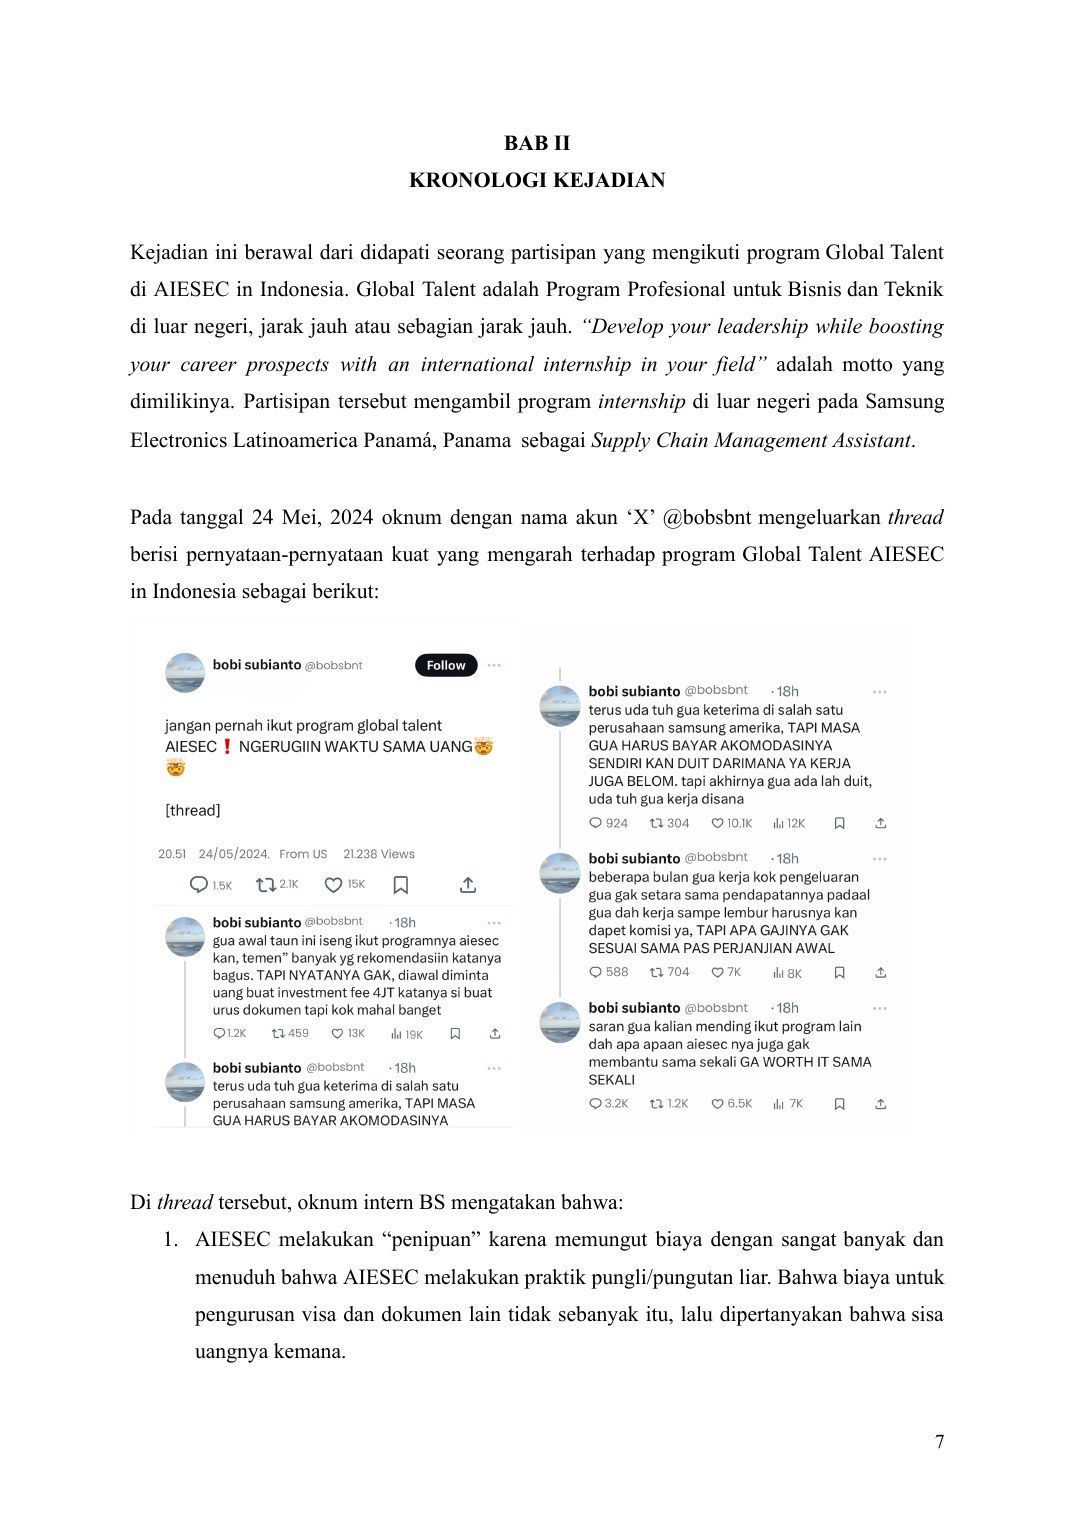 BAB II
KRONOLOGI KEJADIAN
Kejadian ini berawal dari didapati seorang partisipan yang mengikuti program Global Talent
di AIESEC in Indonesia. Global Talent adalah Program Profesional untuk Bisnis dan Teknik
di luar negeri, jarak jauh atau sebagian jarak jauh. “Develop your leadership while boosting
your career prospects with an international internship in your field” adalah motto yang
dimilikinya. Partisipan tersebut mengambil program internship di luar negeri pada Samsung
Electronics Latinoamerica Panamá, Panama sebagai Supply Chain Management Assistant.
Pada tanggal 24 Mei, 2024 oknum dengan nama akun ‘X’ @bobsbnt mengeluarkan thread
berisi pernyataan-pernyataan kuat yang mengarah terhadap program Global Talent AIESEC
in Indonesia sebagai berikut:
bobi subianto @bobsbnt Follow ...
jangan pernah ikut program global talent
AIESEC❗ NGERUGIIN WAKTU SAMA UANG🤯
🤯
[thread]
20.51 24/05/2024. From US 21.238 Views
1.5K 2.1K 15K
bobi subianto @bobsbnt · 18h ...
gua awal taun ini iseng ikut programnya aiesec
kan, temen” banyak yg rekomendasiin katanya
bagus. TAPI NYATANYA GAK, diawal diminta
uang buat investment fee 4JT katanya si buat
urus dokumen tapi kok mahal banget
1.2K 459 13K 19K
bobi subianto @bobsbnt · 18h ...
terus uda tuh gua keterima di salah satu
perusahaan samsung amerika, TAPI MASA
GUA HARUS BAYAR AKOMODASINYA
bobi subianto @bobsbnt · 18h ...
terus uda tuh gua keterima di salah satu
perusahaan samsung amerika, TAPI MASA
GUA HARUS BAYAR AKOMODASINYA
SENDIRI KAN DUIT DARIMANA YA KERJA
JUGA BELOM. tapi akhirnya gua ada lah duit,
uda tuh gua kerja disana
924 304 10.1K 12K
bobi subianto @bobsbnt · 18h ...
beberapa bulan gua kerja kok pengeluaran
gua gak setara sama pendapatannya padaal
gua dah kerja sampe lembur harusnya kan
dapet komisi ya, TAPI APA GAJINYA GAK
SESUAI SAMA PAS PERJANJIAN AWAL
588 704 7K 8K
bobi subianto @bobsbnt · 18h ...
saran gua kalian mending ikut program lain
dah apa apaan aiesec nya juga gak
membantu sama sekali GA WORTH IT SAMA
SEKALI
3.2K 1.2K 6.5K 7K
Di thread tersebut, oknum intern BS mengatakan bahwa:
1. AIESEC melakukan “penipuan” karena memungut biaya dengan sangat banyak dan
menuduh bahwa AIESEC melakukan praktik pungli/pungutan liar. Bahwa biaya untuk
pengurusan visa dan dokumen lain tidak sebanyak itu, lalu dipertanyakan bahwa sisa
uangnya kemana.
7